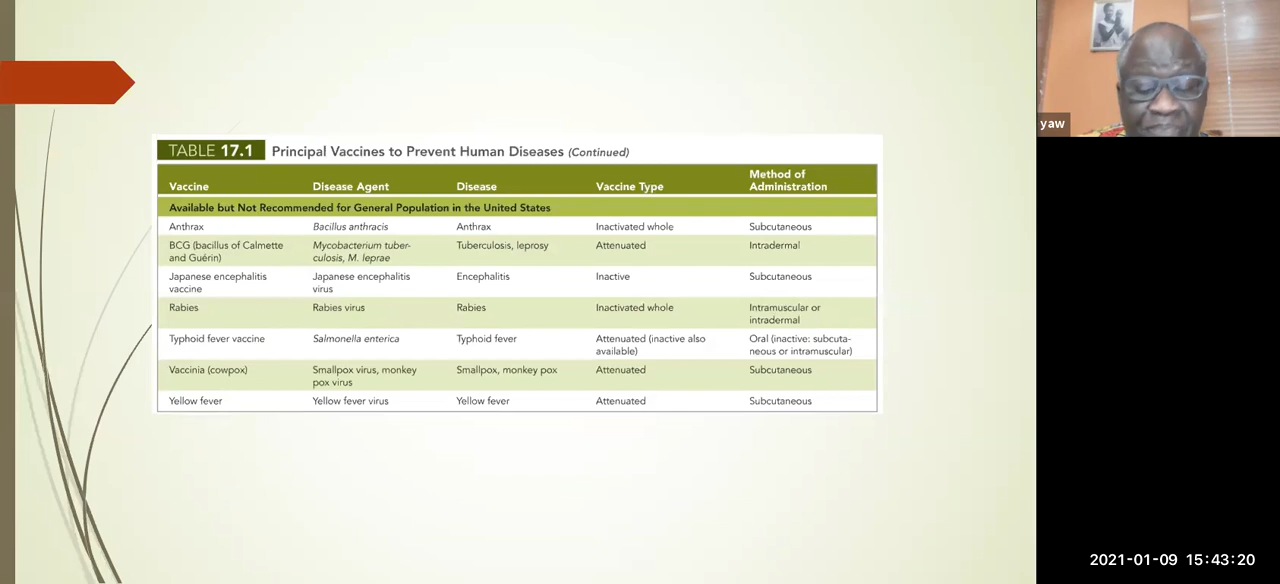 TABLE 17.1 Principal Vaccines to Prevent Human Diseases (Continued)
Vaccine Disease Agent Disease Vaccine Type Method of Administration
Available but Not Recommended for General Population in the United States
Anthrax Bacillus anthracis Anthrax Inactivated whole Subcutaneous
BCG (bacillus of Calmette Mycobacterium tuber- Tuberculosis, leprosy Attenuated Intradermal
and Guérin) culosis, M. leprae
Japanese encephalitis Japanese encephalitis Encephalitis Inactive Subcutaneous
vaccine virus
Rabies Rabies virus Rabies Inactivated whole Intramuscular or
intradermal
Typhoid fever vaccine Salmonella enterica Typhoid fever Attenuated (inactive also Oral (inactive: subcuta-
available) neous or intramuscular)
Vaccinia (cowpox) Smallpox virus, monkey Smallpox, monkey pox Attenuated Subcutaneous
pox virus
Yellow fever Yellow fever virus Yellow fever Attenuated Subcutaneous
yaw
2021-01-09 15:43:20